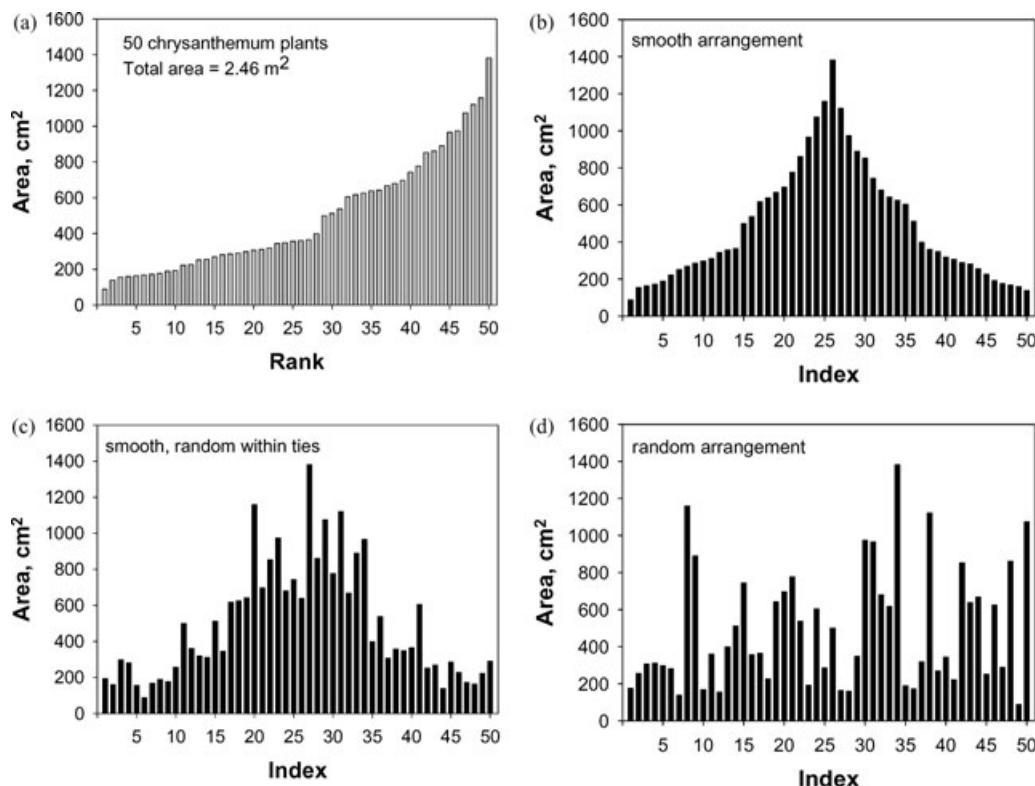 (a)
1600
1400
1200
1000
800
600
400
200
0
Area, cm²
50 chrysanthemum plants
Total area = 2.46 m²
5 10 15 20 25 30 35 40 45 50
Rank
(b)
1600
1400
1200
1000
800
600
400
200
0
Area, cm²
smooth arrangement
5 10 15 20 25 30 35 40 45 50
Index
(c)
1600
1400
1200
1000
800
600
400
200
0
Area, cm²
smooth, random within ties
5 10 15 20 25 30 35 40 45 50
Index
(d)
1600
1400
1200
1000
800
600
400
200
0
Area, cm²
random arrangement
5 10 15 20 25 30 35 40 45 50
Index